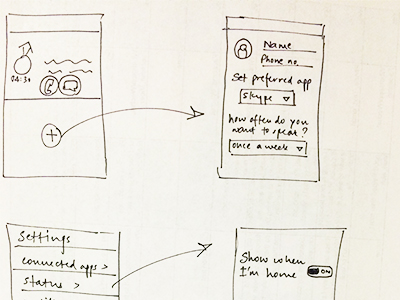 04:30
+
Name
Phone no.
Set preferred app
Skype
how often do you
want to speak?
once a week
Settings
connected apps >
status >
Show when
I'm home
ON